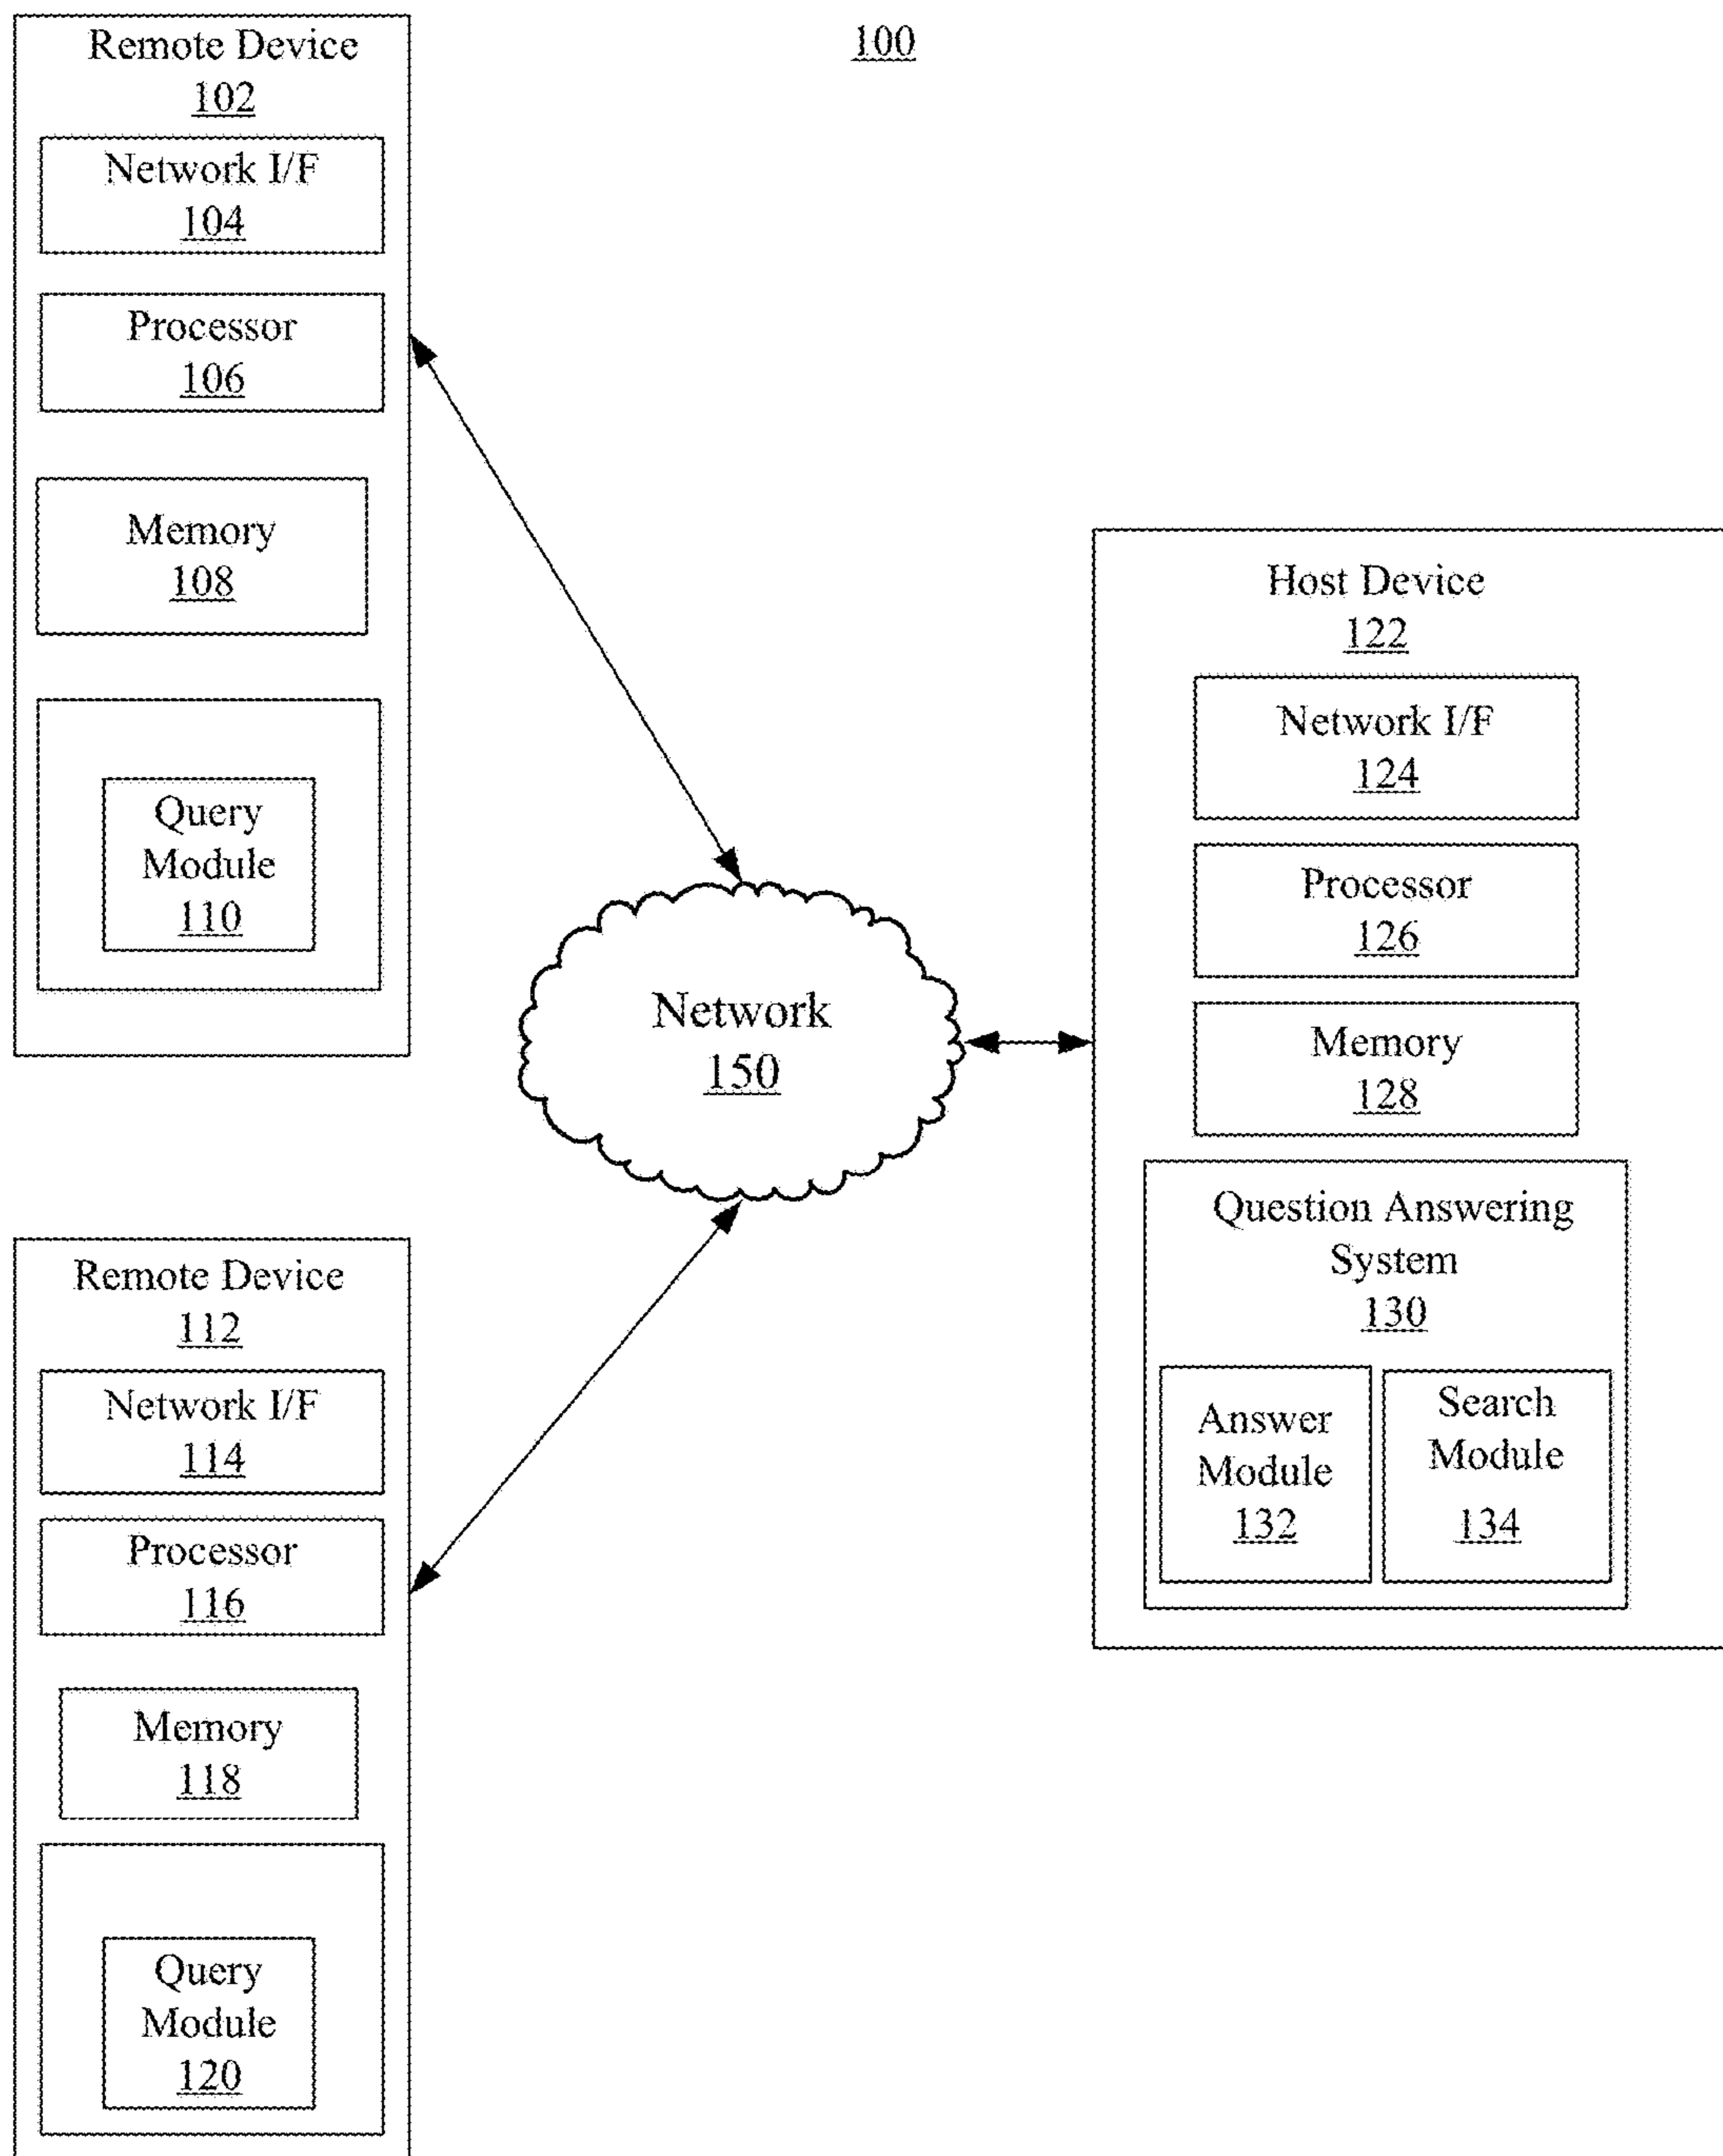 100
Remote Device
102
Network I/F
104
Processor
106
Memory
108
Query
Module
110
Network
150
Remote Device
112
Network I/F
114
Processor
116
Memory
118
Query
Module
120
Host Device
122
Network I/F
124
Processor
126
Memory
128
Question Answering
System
130
Answer
Module
132
Search
Module
134